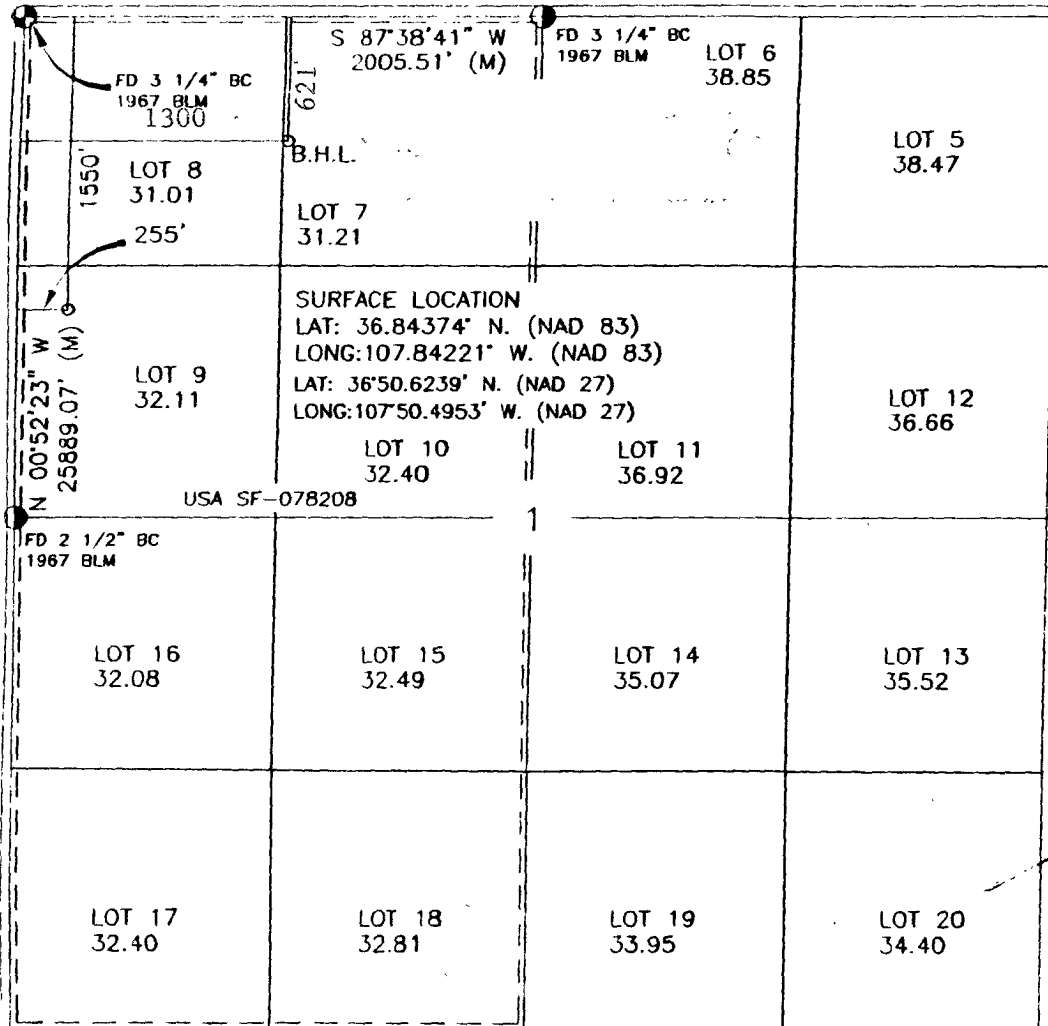 S 87°38'41" W
2005.51' (M)
FD 3 1/4" BC
1967 BLM
LOT 6
38.85
FD 3 1/4" BC
1967 BLM
1300
621'
B.H.L.
LOT 5
38.47
1550'
LOT 8
31.01
LOT 7
31.21
255'
SURFACE LOCATION
LAT: 36.84374° N. (NAD 83)
LONG:107.84221° W. (NAD 83)
LAT: 36°50.6239' N. (NAD 27)
LONG:107°50.4953' W. (NAD 27)
N 00°52'23" W
25889.07' (M)
LOT 9
32.11
LOT 10
32.40
LOT 11
36.92
LOT 12
36.66
USA SF-078208
1
FD 2 1/2" BC
1967 BLM
LOT 16
32.08
LOT 15
32.49
LOT 14
35.07
LOT 13
35.52
LOT 17
32.40
LOT 18
32.81
LOT 19
33.95
LOT 20
34.40